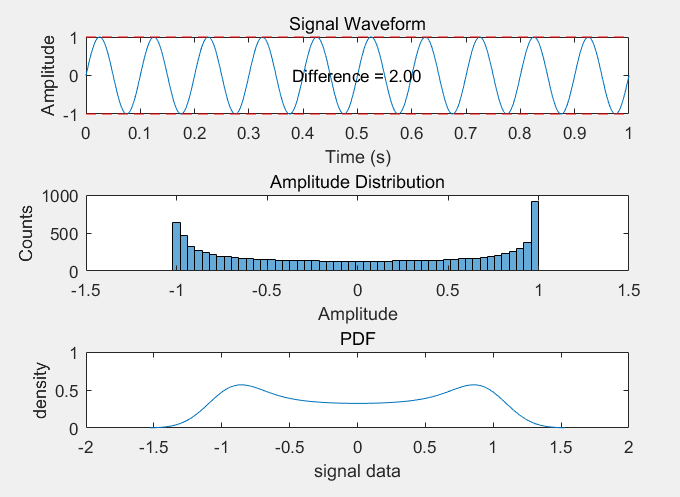 Signal Waveform
1
0
-1
Amplitude
Difference = 2.00
0 0.1 0.2 0.3 0.4 0.5 0.6 0.7 0.8 0.9 1
Time (s)
Amplitude Distribution
1000
500
0
Counts
-1.5 -1 -0.5 0 0.5 1 1.5
Amplitude
PDF
1
0.5
0
density
-2 -1.5 -1 -0.5 0 0.5 1 1.5 2
signal data